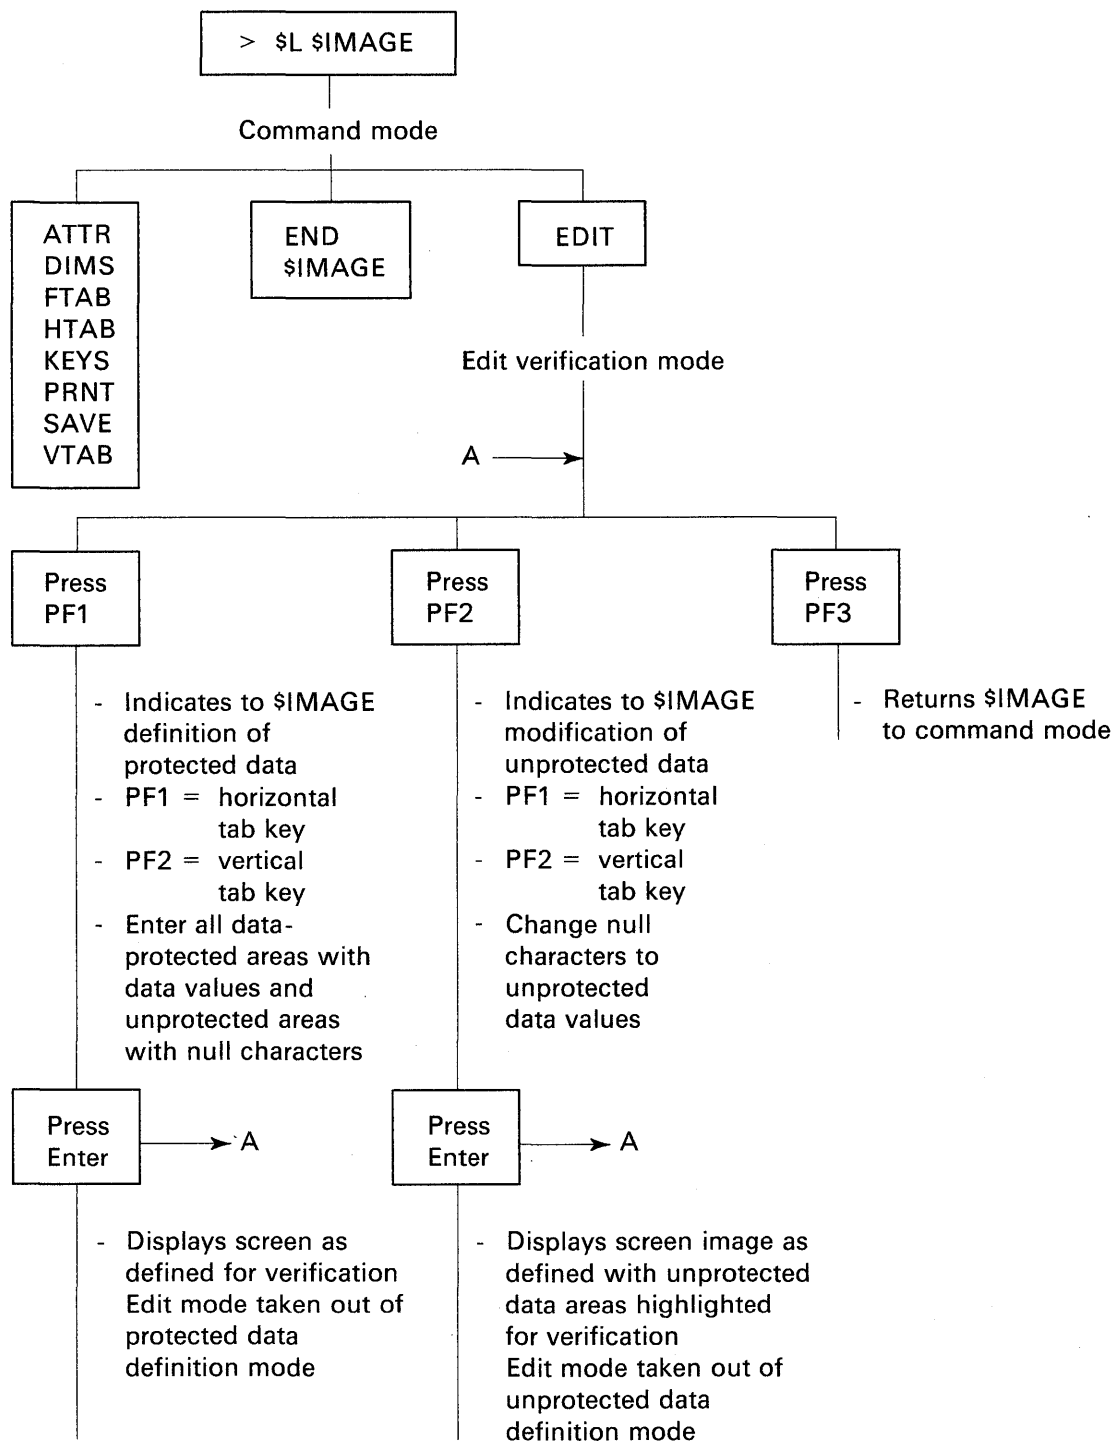 > $L $IMAGE
Command mode
ATTR
DIMS
FTAB
HTAB
KEYS
PRNT
SAVE
VTAB
END
$IMAGE
EDIT
Edit verification mode
A
Press
PF1
- Indicates to $IMAGE
definition of
protected data
- PF1 = horizontal
tab key
- PF2 = vertical
tab key
- Enter all data-
protected areas with
data values and
unprotected areas
with null characters
Press
Enter
A
- Displays screen as
defined for verification
Edit mode taken out of
protected data
definition mode
Press
PF2
- Indicates to $IMAGE
modification of
unprotected data
- PF1 = horizontal
tab key
- PF2 = vertical
tab key
- Change null
characters to
unprotected
data values
Press
Enter
A
- Displays screen image as
defined with unprotected
data areas highlighted
for verification
Edit mode taken out of
unprotected data
definition mode
Press
PF3
- Returns $IMAGE
to command mode